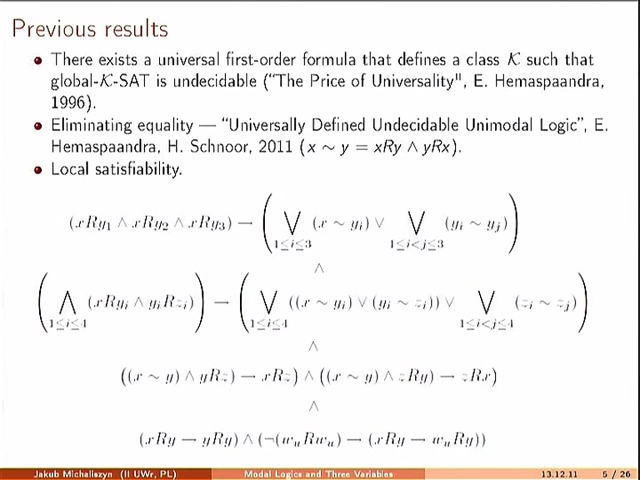 Previous results
• There exists a universal first-order formula that defines a class 𝒦 such that
global-𝒦-SAT is undecidable ("The Price of Universality", E. Hemaspaandra,
1996).
• Eliminating equality — "Universally Defined Undecidable Unimodal Logic", E.
Hemaspaandra, H. Schnoor, 2011 (x ∼ y = xRy ∧ yRx).
• Local satisfiability.
(xRy₁ ∧ xRy₂ ∧ xRy₃) → ( ⋁_{1≤i≤3} (x ∼ yᵢ) ∨ ⋁_{1≤i<j≤3} (yᵢ ∼ yⱼ) )
∧
( ⋀_{1≤i≤4} (xRyᵢ ∧ yᵢRzᵢ) ) → ( ⋁_{1≤i≤4} ((x ∼ yᵢ) ∨ (yᵢ ∼ zᵢ)) ∨ ⋁_{1≤i<j≤4} (zᵢ ∼ zⱼ) )
∧
((x ∼ y) ∧ yRz) → xRz) ∧ ((x ∼ y) ∧ zRy) → zRx)
∧
(xRy → yRy) ∧ (¬(wᵤRwᵤ) → (xRy → wᵤRy))
Jakub Michaliszyn (II UWr, PL) Modal Logics and Three Variables 13.12.11 5 / 26